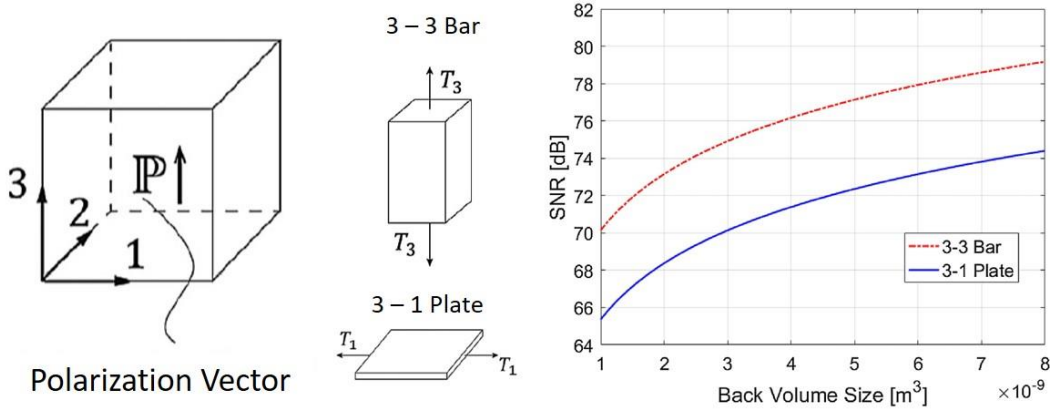 3
2
1
ℙ
Polarization Vector
3 – 3 Bar
T₃
T₃
3 – 1 Plate
T₁
T₁
SNR [dB]
82
80
78
76
74
72
70
68
66
64
3-3 Bar
3-1 Plate
1 2 3 4 5 6 7 8
Back Volume Size [m³]
×10⁻⁹